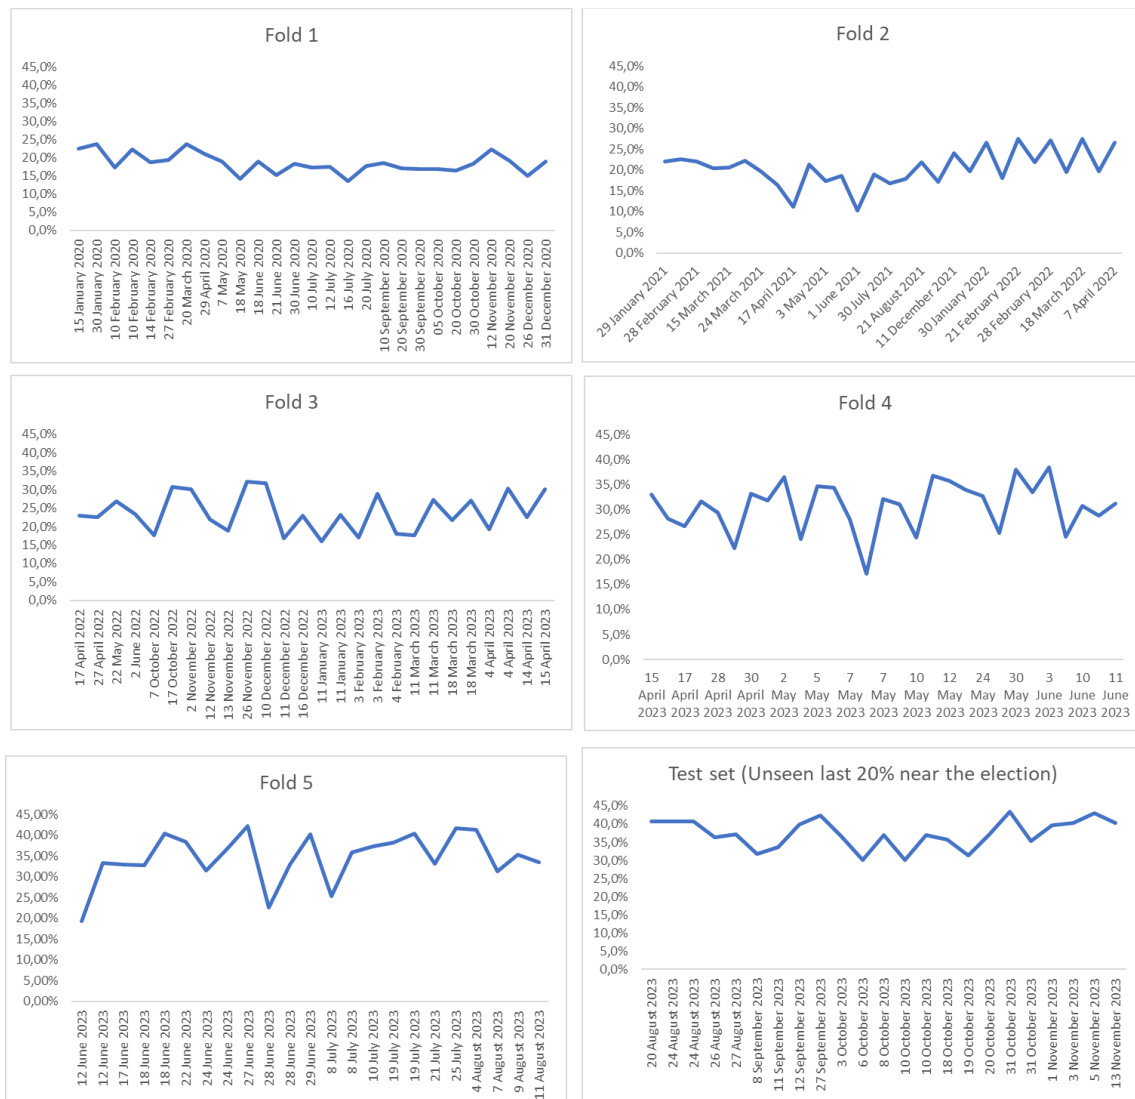 Fold 1
45,0%
40,0%
35,0%
30,0%
25,0%
20,0%
15,0%
10,0%
5,0%
0,0%
15 January 2020
30 January 2020
10 February 2020
10 February 2020
14 February 2020
27 February 2020
20 March 2020
29 April 2020
7 May 2020
18 May 2020
18 June 2020
21 June 2020
30 June 2020
10 July 2020
12 July 2020
16 July 2020
20 July 2020
10 September 2020
20 September 2020
30 September 2020
05 October 2020
20 October 2020
30 October 2020
12 November 2020
20 November 2020
26 December 2020
31 December 2020
Fold 2
45,0%
40,0%
35,0%
30,0%
25,0%
20,0%
15,0%
10,0%
5,0%
0,0%
29 January 2021
28 February 2021
15 March 2021
24 March 2021
17 April 2021
3 May 2021
1 June 2021
30 July 2021
21 August 2021
11 December 2021
30 January 2022
21 February 2022
28 February 2022
18 March 2022
7 April 2022
Fold 3
45,0%
40,0%
35,0%
30,0%
25,0%
20,0%
15,0%
10,0%
5,0%
0,0%
17 April 2022
27 April 2022
22 May 2022
2 June 2022
7 October 2022
17 October 2022
2 November 2022
12 November 2022
13 November 2022
26 November 2022
10 December 2022
11 December 2022
16 December 2022
11 January 2023
11 January 2023
3 February 2023
3 February 2023
4 February 2023
11 March 2023
11 March 2023
18 March 2023
18 March 2023
4 April 2023
4 April 2023
14 April 2023
15 April 2023
Fold 4
45,0%
40,0%
35,0%
30,0%
25,0%
20,0%
15,0%
10,0%
5,0%
0,0%
15 17 28 30 2 5 7 7 10 12 24 30 3 10 11
April April April April May May May May May May May May June June June
2023 2023 2023 2023 2023 2023 2023 2023 2023 2023 2023 2023 2023 2023 2023
Fold 5
45,00%
40,00%
35,00%
30,00%
25,00%
20,00%
15,00%
10,00%
5,00%
0,00%
12 June 2023
12 June 2023
17 June 2023
18 June 2023
18 June 2023
22 June 2023
24 June 2023
24 June 2023
27 June 2023
28 June 2023
28 June 2023
29 June 2023
8 July 2023
8 July 2023
10 July 2023
19 July 2023
19 July 2023
21 July 2023
25 July 2023
4 August 2023
7 August 2023
9 August 2023
11 August 2023
Test set (Unseen last 20% near the election)
45,0%
40,0%
35,0%
30,0%
25,0%
20,0%
15,0%
10,0%
5,0%
0,0%
20 August 2023
24 August 2023
24 August 2023
26 August 2023
27 August 2023
8 September 2023
11 September 2023
12 September 2023
27 September 2023
3 October 2023
6 October 2023
8 October 2023
10 October 2023
10 October 2023
18 October 2023
19 October 2023
20 October 2023
31 October 2023
31 October 2023
1 November 2023
3 November 2023
5 November 2023
13 November 2023